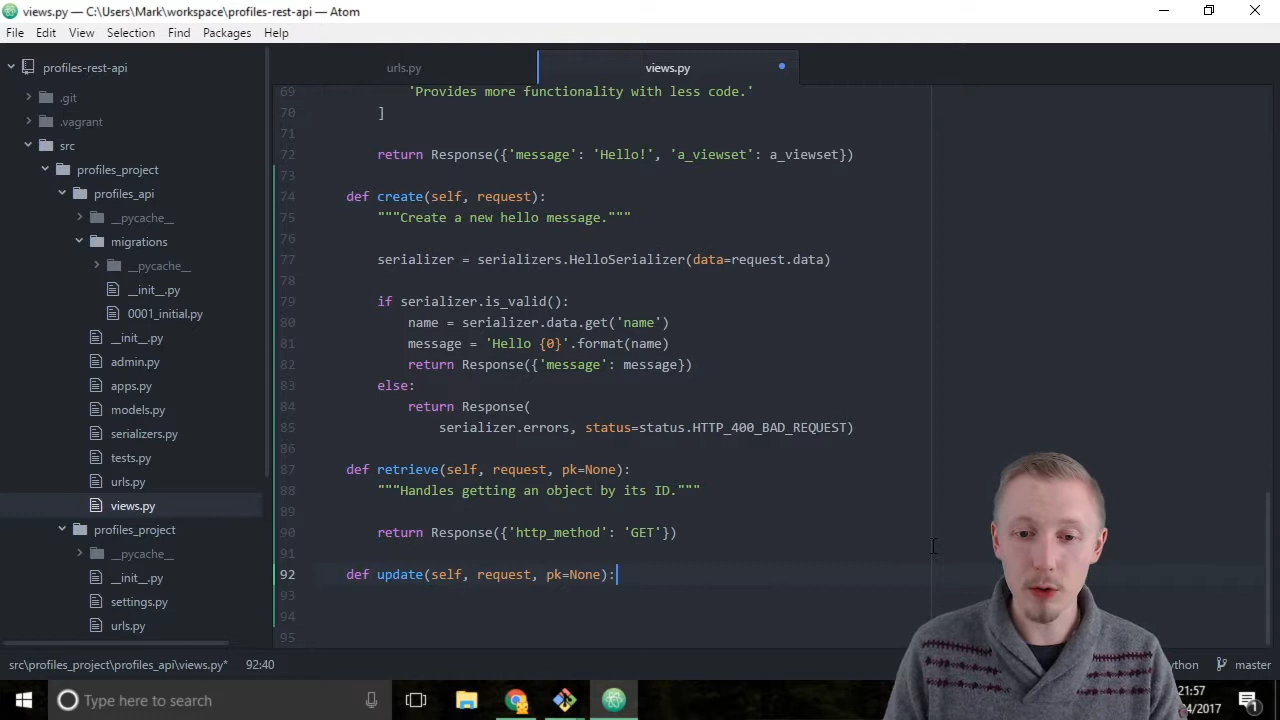 views.py — C:\Users\Mark\workspace\profiles-rest-api — Atom
File Edit View Selection Find Packages Help
profiles-rest-api
urls.py
views.py
.git
.vagrant
src
profiles_project
profiles_api
__pycache__
migrations
__pycache__
__init__.py
0001_initial.py
__init__.py
admin.py
apps.py
models.py
serializers.py
tests.py
urls.py
views.py
profiles_project
__pycache__
__init__.py
settings.py
urls.py
69 'Provides more functionality with less code.'
70 ]
71
72 return Response({'message': 'Hello!', 'a_viewset': a_viewset})
73
74 def create(self, request):
75 """Create a new hello message."""
76
77 serializer = serializers.HelloSerializer(data=request.data)
78
79 if serializer.is_valid():
80 name = serializer.data.get('name')
81 message = 'Hello {0}'.format(name)
82 return Response({'message': message})
83 else:
84 return Response(
85 serializer.errors, status=status.HTTP_400_BAD_REQUEST)
86
87 def retrieve(self, request, pk=None):
88 """Handles getting an object by its ID."""
89
90 return Response({'http_method': 'GET'})
91
92 def update(self, request, pk=None):
93
94
95
src\profiles_project\profiles_api\views.py* 92:40
ython master
Type here to search
21:57
4/2017
1